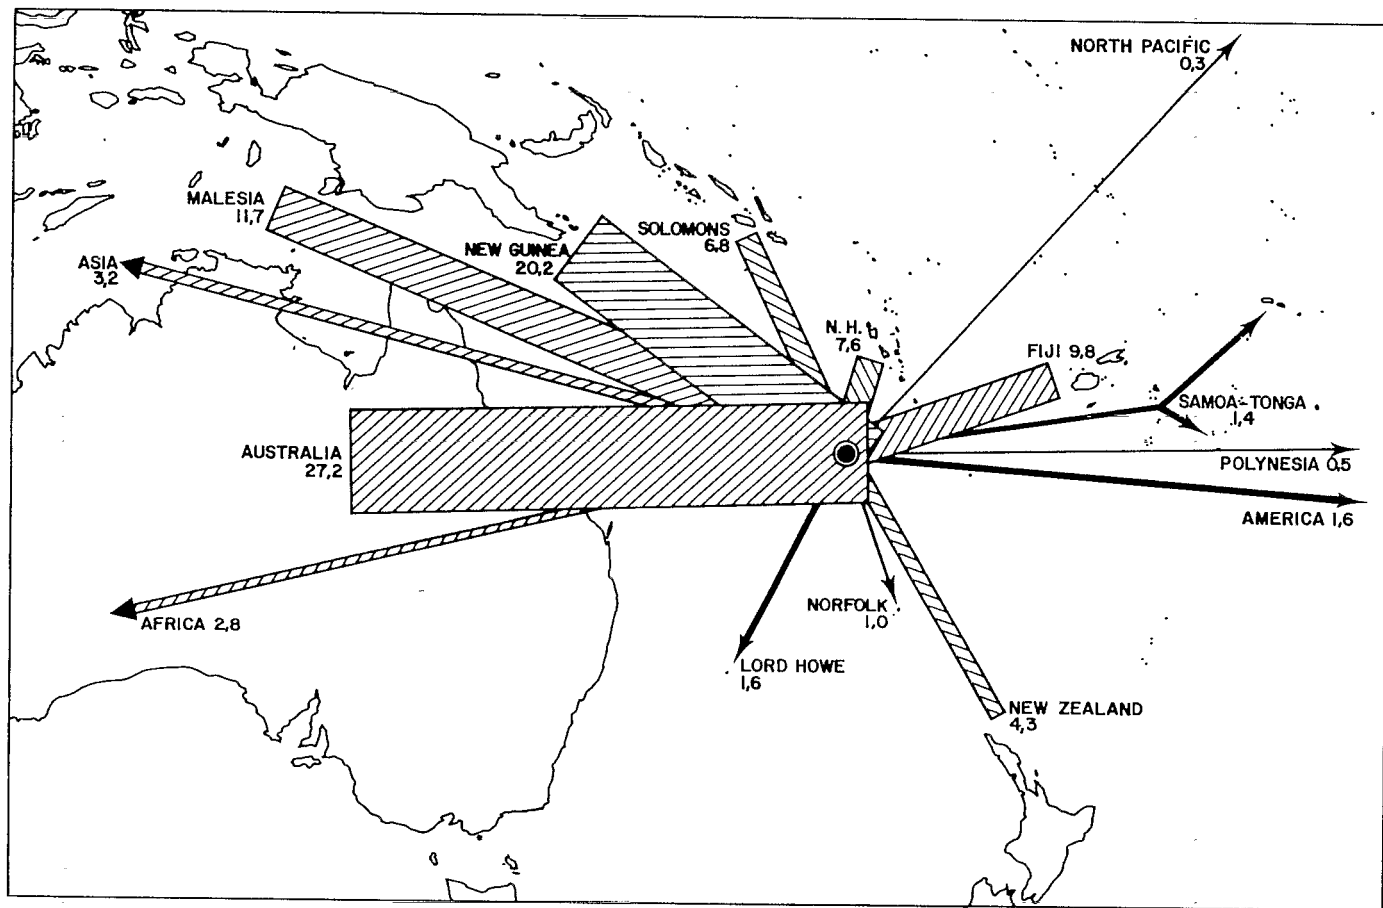 NORTH PACIFIC
0,3
MALESIA
11,7
SOLOMONS
6,8
NEW GUINEA
20,2
ASIA
3,2
N. H.
7,6
FIJI 9,8
SAMOA-TONGA
1,4
AUSTRALIA
27,2
POLYNESIA 0,5
AMERICA 1,6
AFRICA 2,8
NORFOLK
1,0
LORD HOWE
1,6
NEW ZEALAND
4,3